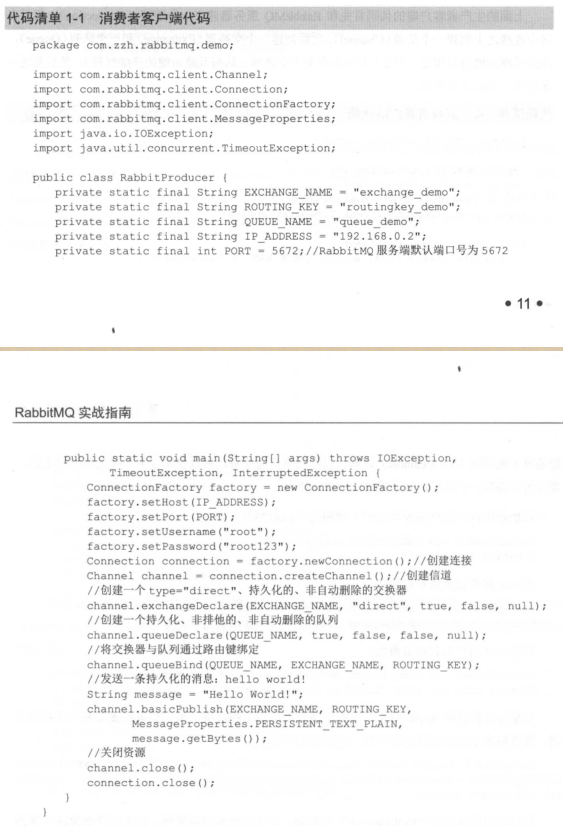 代码清单 1-1 消费者客户端代码
package com.zzh.rabbitmq.demo;
import com.rabbitmq.client.Channel;
import com.rabbitmq.client.Connection;
import com.rabbitmq.client.ConnectionFactory;
import com.rabbitmq.client.MessageProperties;
import java.io.IOException;
import java.util.concurrent.TimeoutException;
public class RabbitProducer {
private static final String EXCHANGE_NAME = "exchange_demo";
private static final String ROUTING_KEY = "routingkey_demo";
private static final String QUEUE_NAME = "queue_demo";
private static final String IP_ADDRESS = "192.168.0.2";
private static final int PORT = 5672;//RabbitMQ 服务端默认端口号为 5672
• 11 •
RabbitMQ 实战指南
public static void main(String[] args) throws IOException,
TimeoutException, InterruptedException {
ConnectionFactory factory = new ConnectionFactory();
factory.setHost(IP_ADDRESS);
factory.setPort(PORT);
factory.setUsername("root");
factory.setPassword("root123");
Connection connection = factory.newConnection();//创建连接
Channel channel = connection.createChannel();//创建信道
//创建一个 type="direct"、持久化的、非自动删除的交换器
channel.exchangeDeclare(EXCHANGE_NAME, "direct", true, false, null);
//创建一个持久化、非排他的、非自动删除的队列
channel.queueDeclare(QUEUE_NAME, true, false, false, null);
//将交换器与队列通过路由键绑定
channel.queueBind(QUEUE_NAME, EXCHANGE_NAME, ROUTING_KEY);
//发送一条持久化的消息：hello world!
String message = "Hello World!";
channel.basicPublish(EXCHANGE_NAME, ROUTING_KEY,
MessageProperties.PERSISTENT_TEXT_PLAIN,
message.getBytes());
//关闭资源
channel.close();
connection.close();
}
}